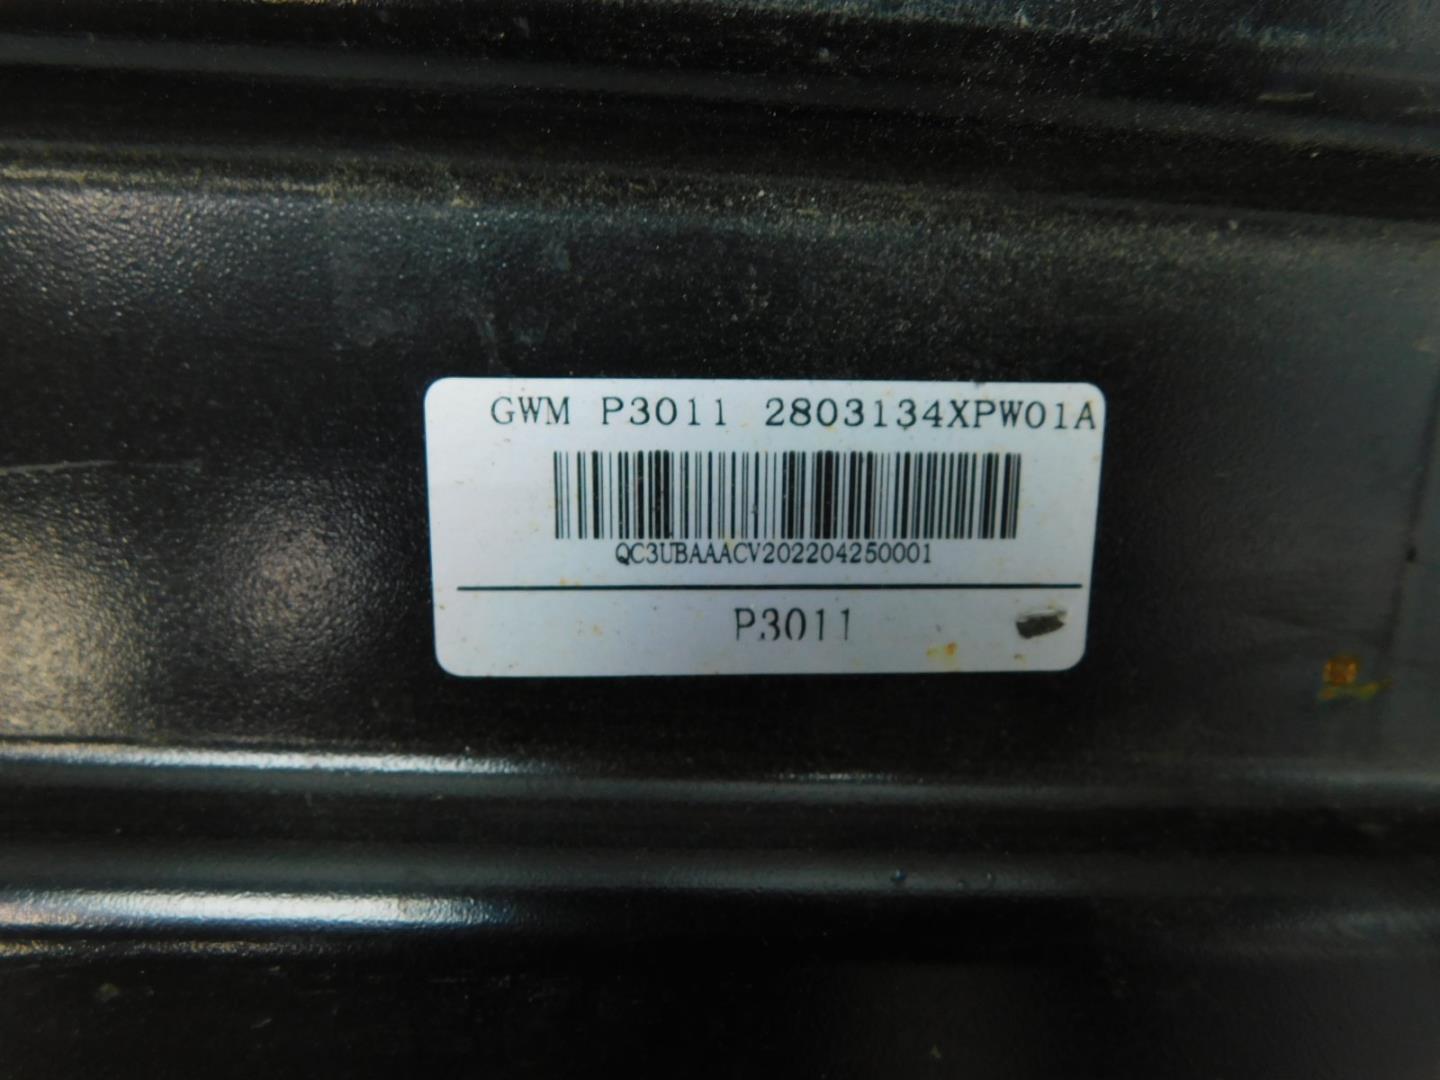 GWM P3011 2803134XPW01A
QC3UBAAACV202204250001
P3011